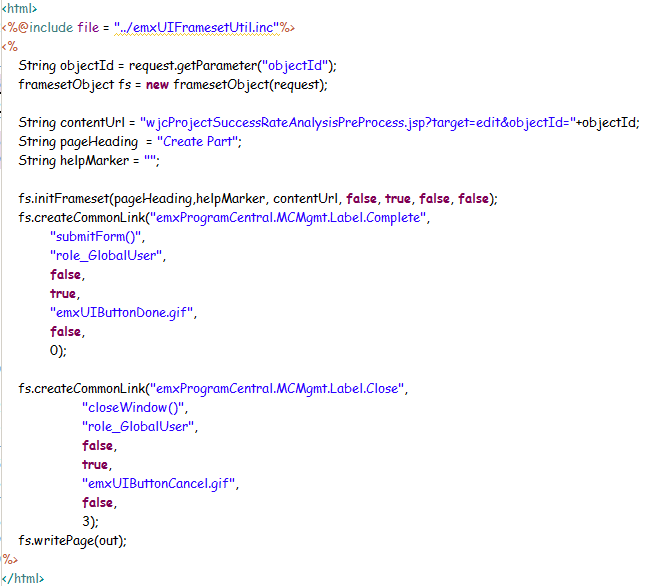 <html>
<%@include file = "../emxUIFramesetUtil.inc"%>
<%
String objectId = request.getParameter("objectId");
framesetObject fs = new framesetObject(request);
String contentUrl = "wjcProjectSuccessRateAnalysisPreProcess.jsp?target=edit&objectId="+objectId;
String pageHeading = "Create Part";
String helpMarker = "";
fs.initFrameset(pageHeading,helpMarker, contentUrl, false, true, false, false);
fs.createCommonLink("emxProgramCentral.MCMgmt.Label.Complete",
"submitForm()",
"role_GlobalUser",
false,
true,
"emxUIButtonDone.gif",
false,
0);
fs.createCommonLink("emxProgramCentral.MCMgmt.Label.Close",
"closeWindow()",
"role_GlobalUser",
false,
true,
"emxUIButtonCancel.gif",
false,
3);
fs.writePage(out);
%>
</html>